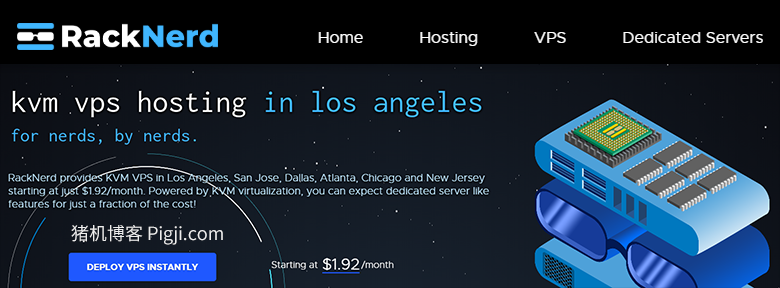 RackNerd
Home Hosting VPS Dedicated Servers
kvm vps hosting in los angeles
for nerds, by nerds.
RackNerd provides KVM VPS in Los Angeles, San Jose, Dallas, Atlanta, Chicago and New Jersey
starting at just $1.92/month. Powered by KVM virtualization, you can expect dedicated server like
features for just a fraction of the cost!
猪机博客 Pigji.com
DEPLOY VPS INSTANTLY
Starting at $1.92/month